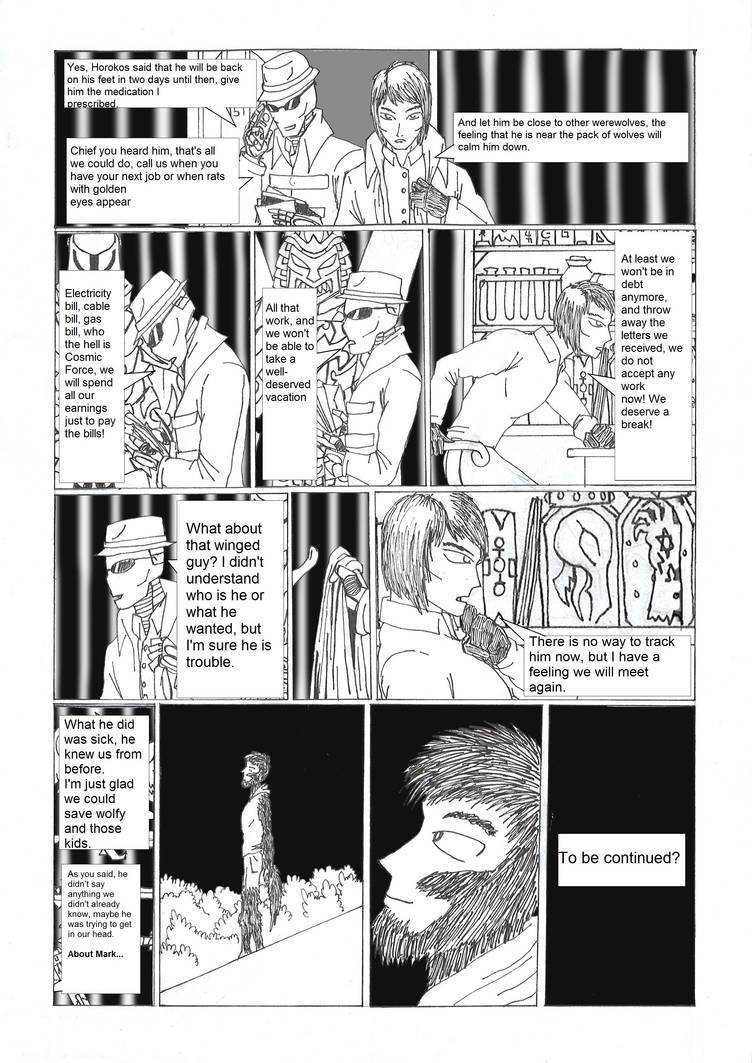 Yes, Horokos said that he will be back
on his feet in two days until then, give
him the medication I
prescribed.
And let him be close to other werewolves, the
feeling that he is near the pack of wolves will
calm him down.
Chief you heard him, that's all
we could do, call us when you
have your next job or when rats
with golden
eyes appear
Electricity
bill, cable
bill, gas
bill, who
the hell is
Cosmic
Force, we
will spend
all our
earnings
just to pay
the bills!
All that
work, and
we won't
be able to
take a
well-
deserved
vacation
At least we
won't be in
debt
anymore,
and throw
away the
letters we
received, we
do not
accept any
work
now! We
deserve a
break!
What about
that winged
guy? I didn't
understand
who is he or
what he
wanted, but
I'm sure he is
trouble.
There is no way to track
him now, but I have a
feeling we will meet
again.
What he did
was sick, he
knew us from
before.
I'm just glad
we could
save wolfy
and those
kids.
As you said, he
didn't say
anything we
didn't already
know, maybe he
was trying to get
in our head.
About Mark...
To be continued?